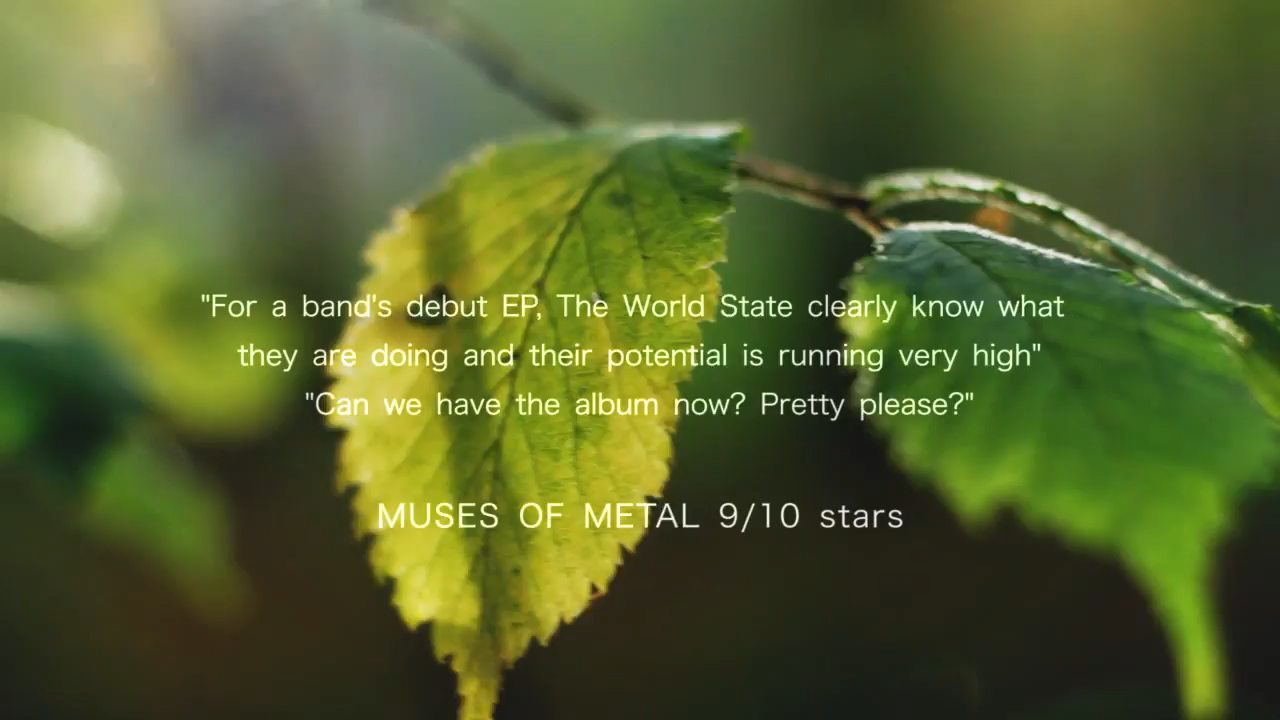 "For a band's debut EP, The World State clearly know what
they are doing and their potential is running very high"
"Can we have the album now? Pretty please?"
MUSES OF METAL 9/10 stars